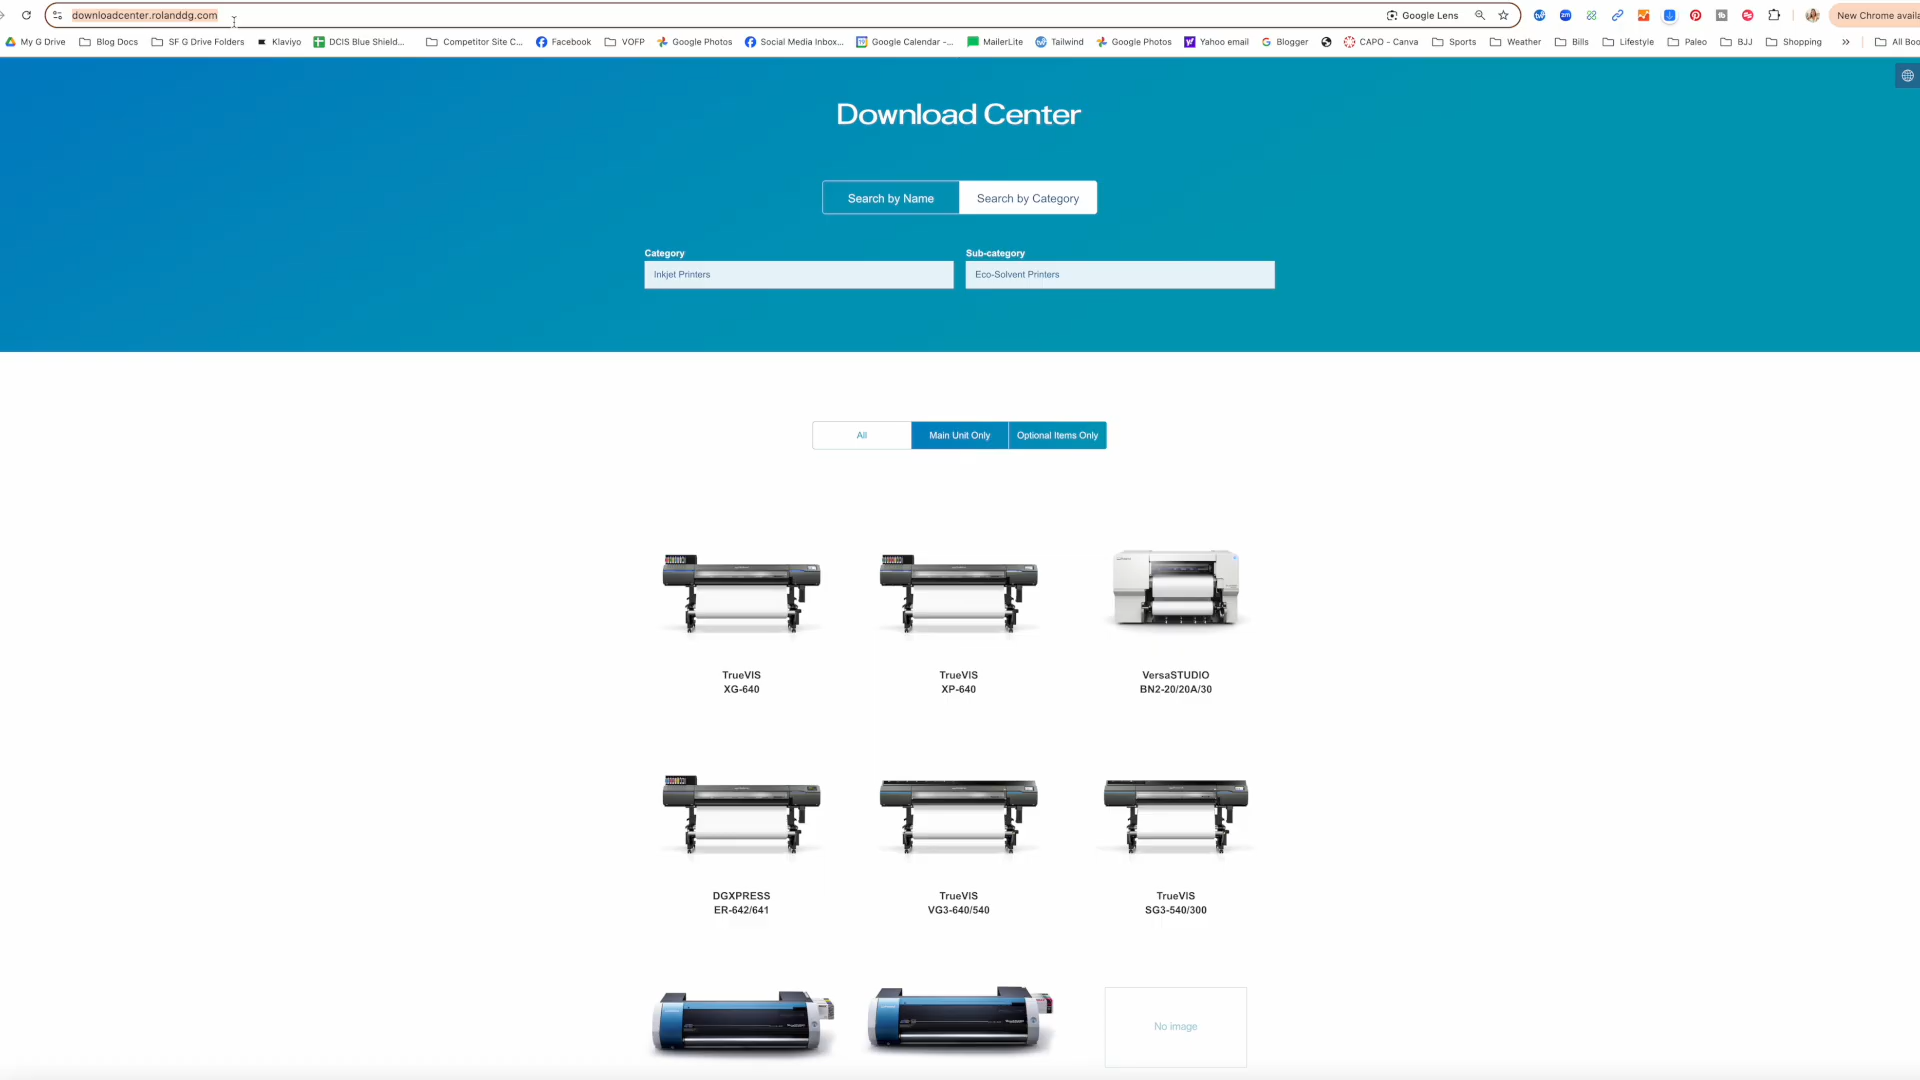 downloadcenter.rolanddg.com
Google Lens
New Chrome availa
My G Drive
Blog Docs
SF G Drive Folders
Klaviyo
DCIS Blue Shield...
Competitor Site C...
Facebook
VOFP
Google Photos
Social Media Inbox...
Google Calendar -...
MailerLite
Tailwind
Google Photos
Yahoo email
Blogger
CAPO - Canva
Sports
Weather
Bills
Lifestyle
Paleo
BJJ
Shopping
All Boo
Download Center
Search by Name
Search by Category
Category
Sub-category
Inkjet Printers
Eco-Solvent Printers
All
Main Unit Only
Optional Items Only
TrueVIS
XG-640
TrueVIS
XP-640
VersaSTUDIO
BN2-20/20A/30
DGXPRESS
ER-642/641
TrueVIS
VG3-640/540
TrueVIS
SG3-540/300
No image